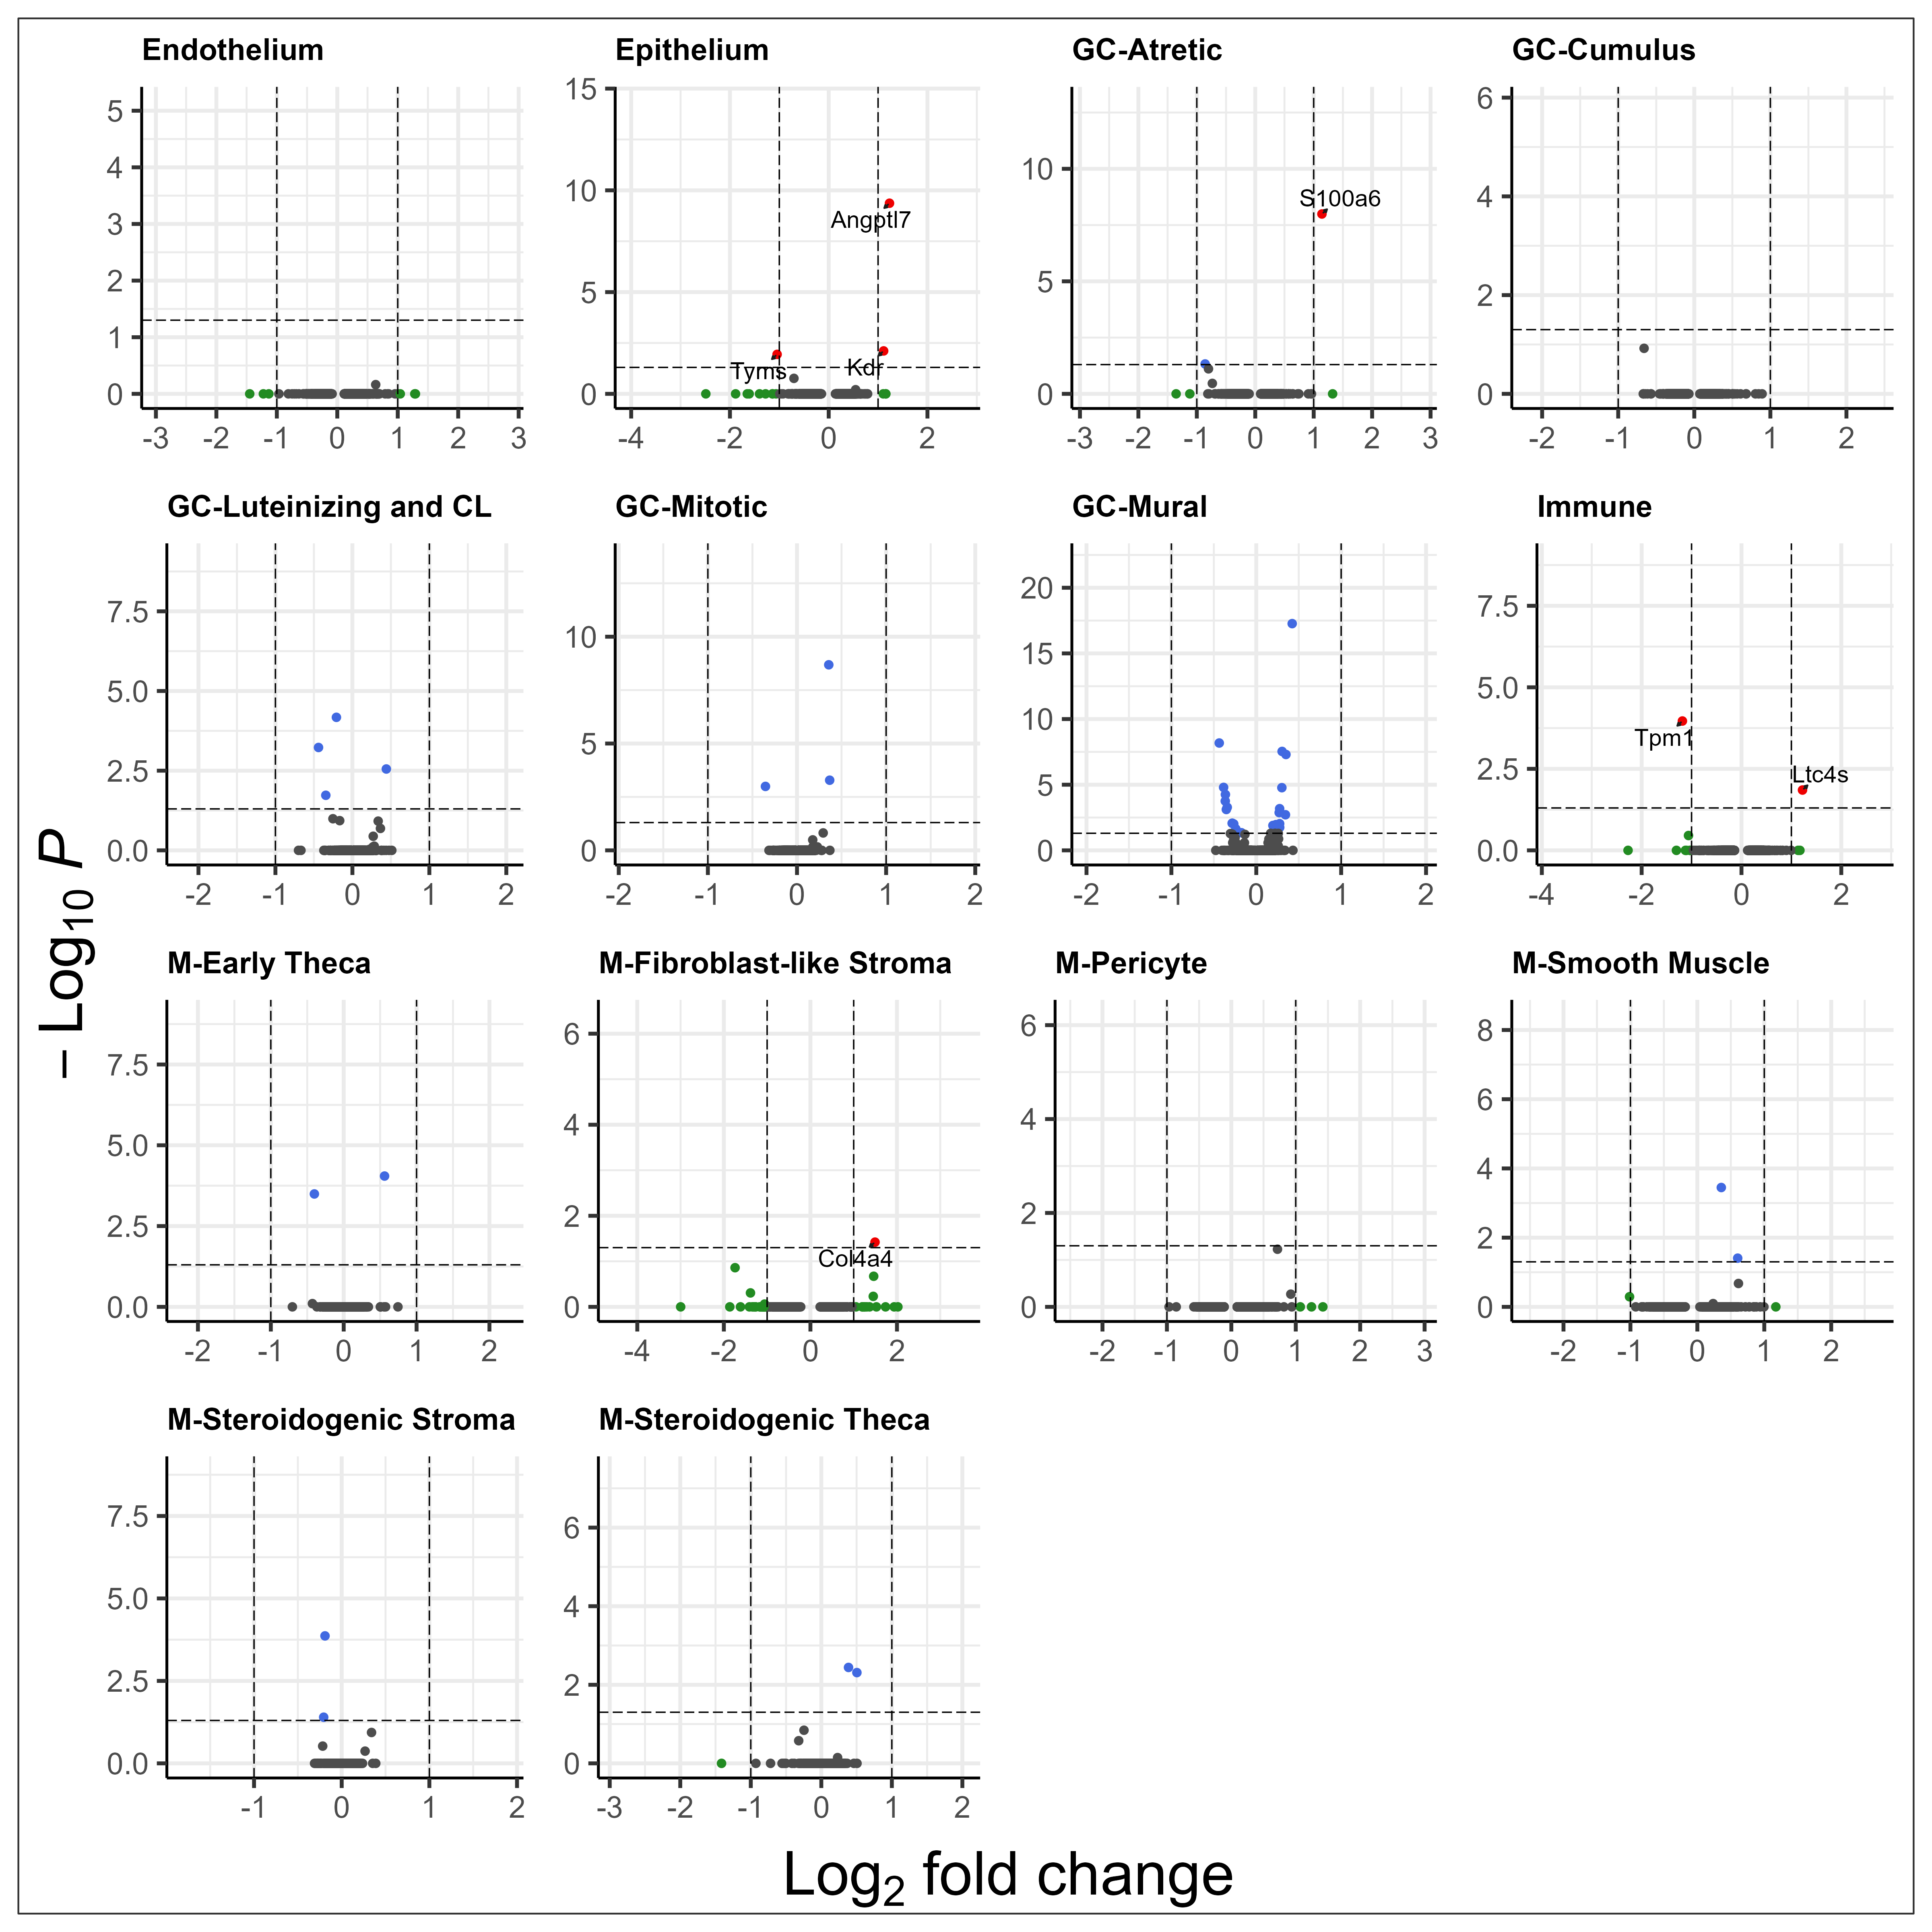 Endothelium
Epithelium
GC-Atretic
GC-Cumulus
5
4
3
2
1
0
-3 -2 -1 0 1 2 3
15
10
5
0
Angptl7
Tyms
Kdr
-4 -2 0 2
10
5
0
S100a6
-3 -2 -1 0 1 2 3
6
4
2
0
-2 -1 0 1 2
GC-Luteinizing and CL
GC-Mitotic
GC-Mural
Immune
7.5
5.0
2.5
0.0
-2 -1 0 1 2
10
5
0
-2 -1 0 1 2
20
15
10
5
0
-2 -1 0 1 2
7.5
5.0
2.5
0.0
Tpm1
Ltc4s
-4 -2 0 2
− Log10 P
M-Early Theca
M-Fibroblast-like Stroma
M-Pericyte
M-Smooth Muscle
7.5
5.0
2.5
0.0
-2 -1 0 1 2
6
4
2
0
Col4a4
-4 -2 0 2
6
4
2
0
-2 -1 0 1 2 3
8
6
4
2
0
-2 -1 0 1 2
M-Steroidogenic Stroma
M-Steroidogenic Theca
7.5
5.0
2.5
0.0
-1 0 1 2
6
4
2
0
-3 -2 -1 0 1 2
Log2 fold change